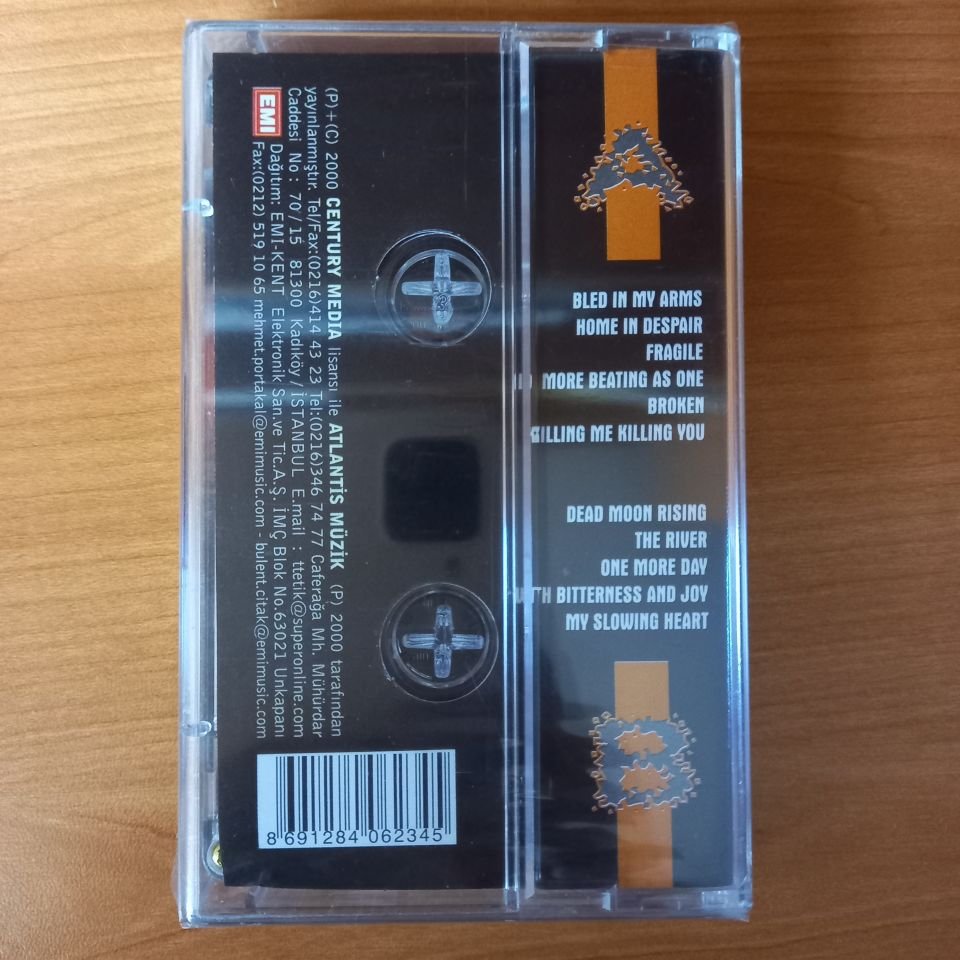 A
BLED IN MY ARMS
HOME IN DESPAIR
FRAGILE
MORE BEATING AS ONE
BROKEN
KILLING ME KILLING YOU
DEAD MOON RISING
THE RIVER
ONE MORE DAY
WITH BITTERNESS AND JOY
MY SLOWING HEART
B
(P)+(C) 2000 CENTURY MEDIA lisansı ile ATLANTİS MÜZİK (P) 2000 tarafından
yayınlanmıştır. Tel/Fax:(0216)414 43 23 Tel:(0216)346 74 77 Caferağa Mh. Mühürdar
Caddesi No: 70/15 81300 Kadıköy/İSTANBUL E.mail : ttetik@superonline.com
EMI
Dağıtım: EMI-KENT Elektronik San.ve Tic.A.Ş. İMÇ Blok No.63021 Unkapanı
Fax:(0212) 519 10 65 mehmet.portakal@emimusic.com - bulent.citak@emimusic.com
8 691284 062345